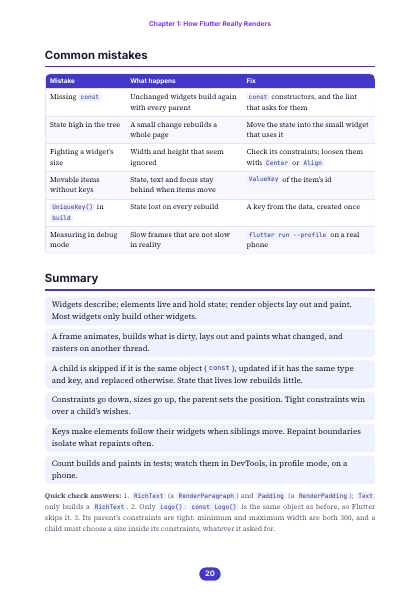 Chapter 1: How Flutter Really Renders
Common mistakes
Mistake What happens Fix
Missing const Unchanged widgets build again with every parent const constructors, and the lint that asks for them
State high in the tree A small change rebuilds a whole page Move the state into the small widget that uses it
Fighting a widget's size Width and height that seem ignored Check its constraints; loosen them with Center or Align
Movable items without keys State, text and focus stay behind when items move ValueKey of the item's id
UniqueKey() in build State lost on every rebuild A key from the data, created once
Measuring in debug mode Slow frames that are not slow in reality flutter run --profile on a real phone
Summary
Widgets describe; elements live and hold state; render objects lay out and paint.
Most widgets only build other widgets.
A frame animates, builds what is dirty, lays out and paints what changed, and
rasters on another thread.
A child is skipped if it is the same object ( const ), updated if it has the same type
and key, and replaced otherwise. State that lives low rebuilds little.
Constraints go down, sizes go up, the parent sets the position. Tight constraints win
over a child's wishes.
Keys make elements follow their widgets when siblings move. Repaint boundaries
isolate what repaints often.
Count builds and paints in tests; watch them in DevTools, in profile mode, on a
phone.
Quick check answers: 1. RichText (a RenderParagraph ) and Padding (a RenderPadding ); Text
only builds a RichText . 2. Only Logo() : const Logo() is the same object as before, so Flutter
skips it. 3. Its parent's constraints are tight: minimum and maximum width are both 300, and a
child must choose a size inside its constraints, whatever it asked for.
20